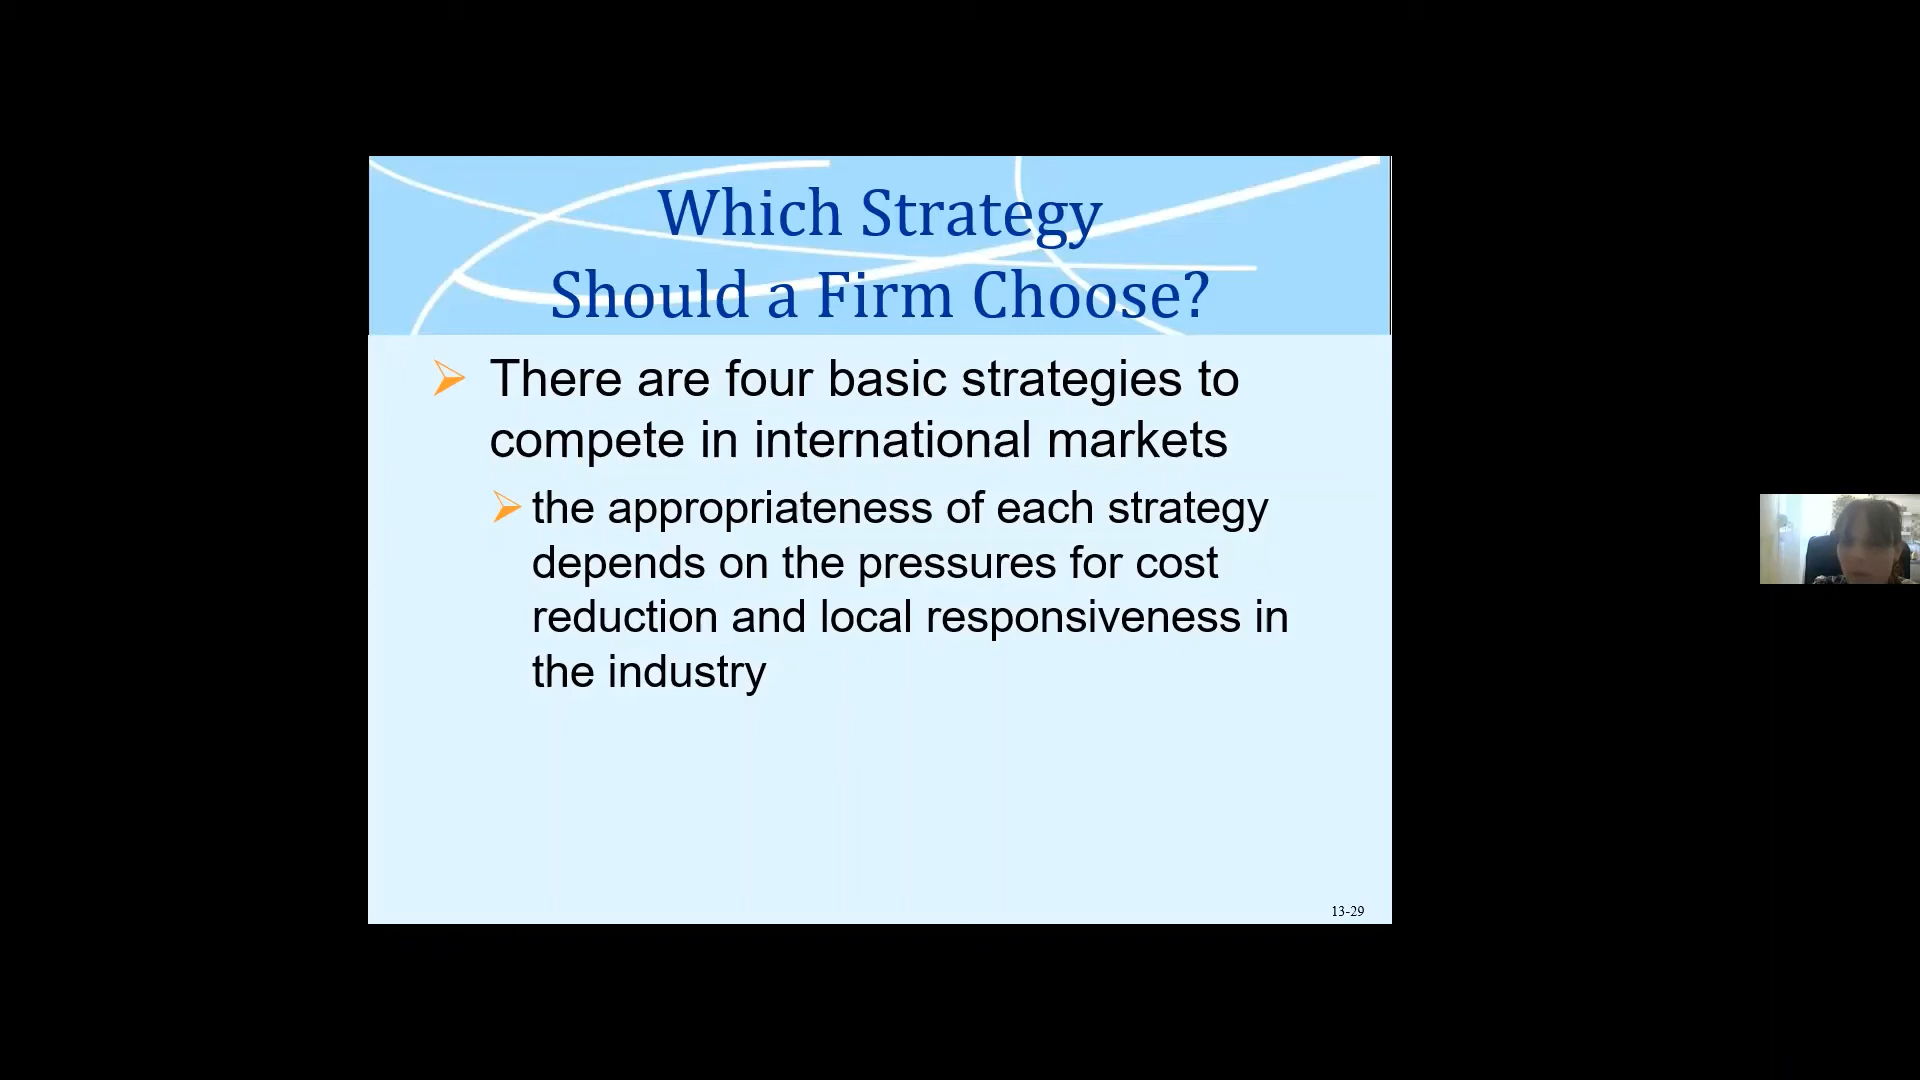 Which Strategy
Should a Firm Choose?
There are four basic strategies to
compete in international markets
the appropriateness of each strategy
depends on the pressures for cost
reduction and local responsiveness in
the industry
13-29